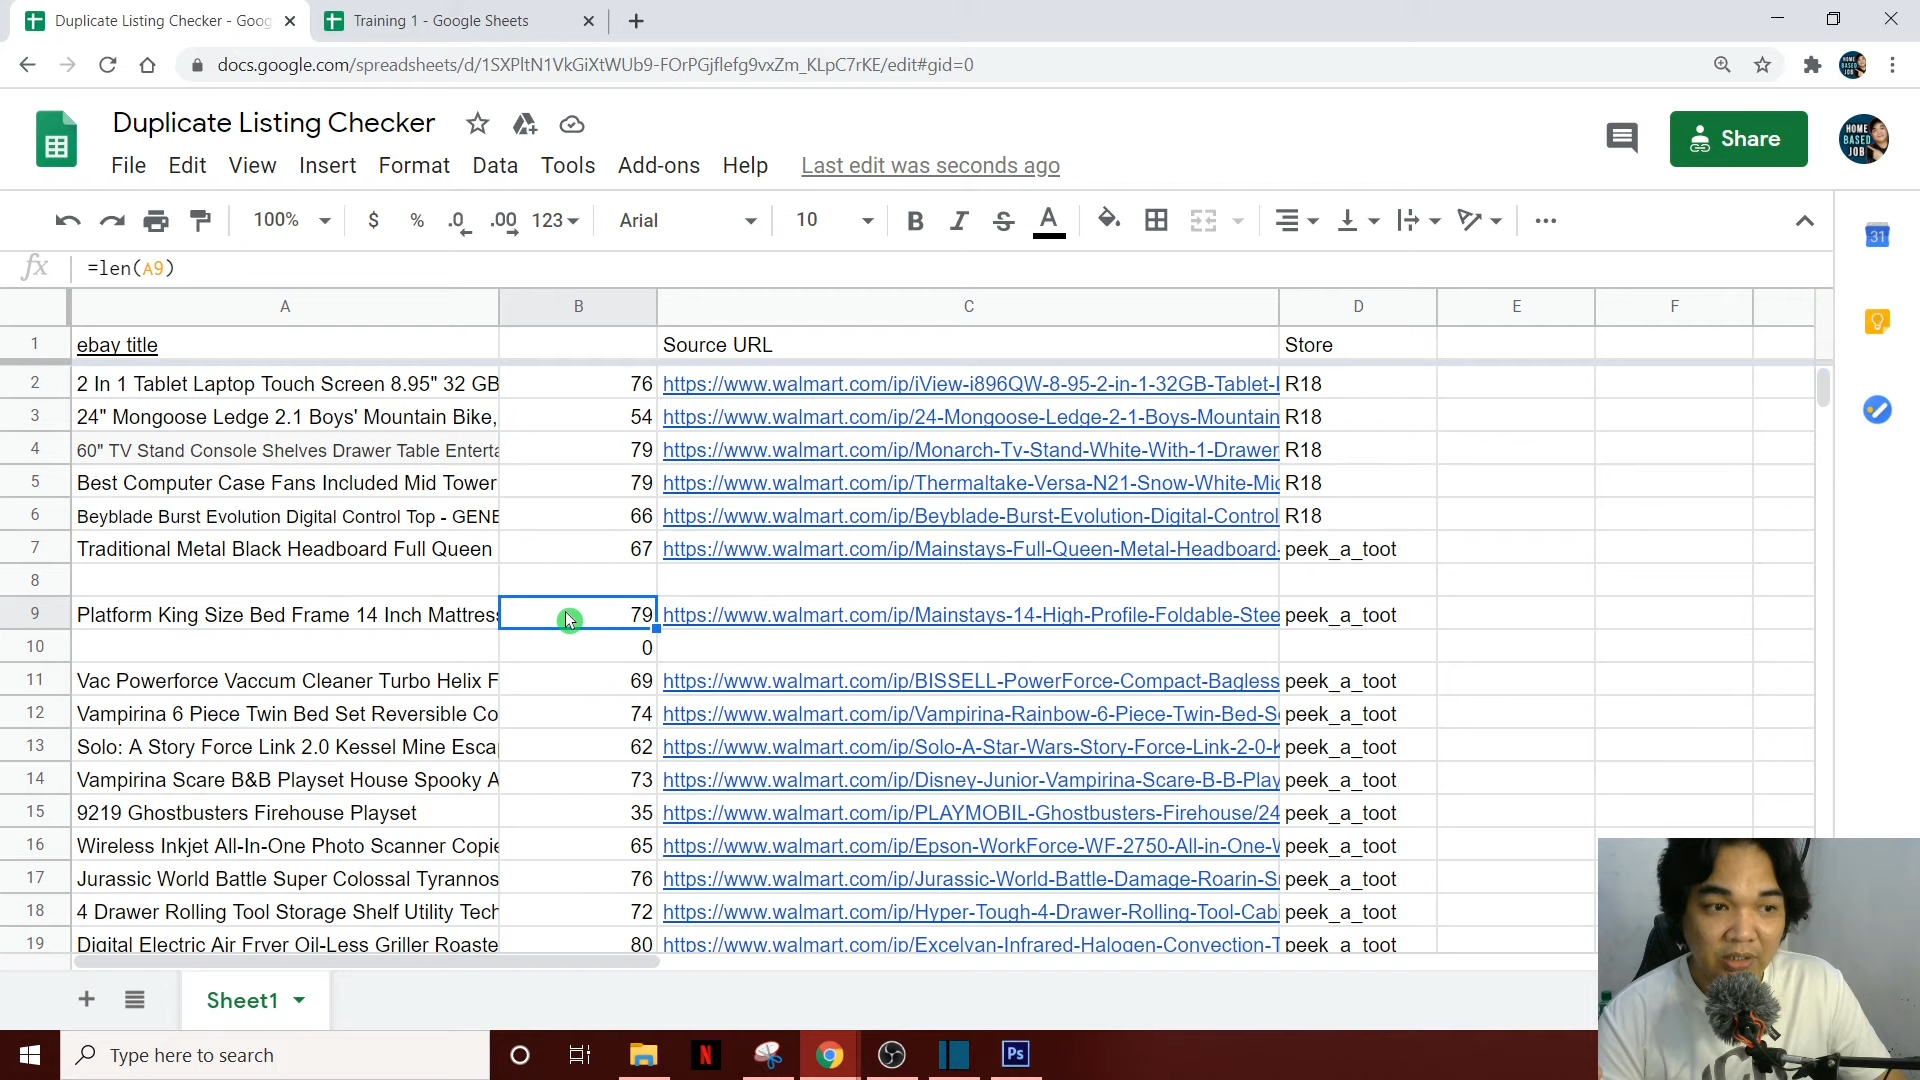 Duplicate Listing Checker - Goog
Training 1 - Google Sheets
docs.google.com/spreadsheets/d/1SXPltN1VkGiXtWUb9-FOrPGjflefg9vxZm_KLpC7rKE/edit#gid=0
Duplicate Listing Checker
File Edit View Insert Format Data Tools Add-ons Help Last edit was seconds ago
Share
HOME BASED JOB
100% $ % .0 .00 123 Arial 10 B I S A
31
fx =len(A9)
A B C D E F
1 ebay title Source URL Store
2 2 In 1 Tablet Laptop Touch Screen 8.95" 32 GB 76 https://www.walmart.com/ip/iView-i896QW-8-95-2-in-1-32GB-Tablet-l R18
3 24" Mongoose Ledge 2.1 Boys' Mountain Bike, 54 https://www.walmart.com/ip/24-Mongoose-Ledge-2-1-Boys-Mountain R18
4 60" TV Stand Console Shelves Drawer Table Enterta 79 https://www.walmart.com/ip/Monarch-Tv-Stand-White-With-1-Drawer R18
5 Best Computer Case Fans Included Mid Tower 79 https://www.walmart.com/ip/Thermaltake-Versa-N21-Snow-White-Mid R18
6 Beyblade Burst Evolution Digital Control Top - GENE 66 https://www.walmart.com/ip/Beyblade-Burst-Evolution-Digital-Control R18
7 Traditional Metal Black Headboard Full Queen 67 https://www.walmart.com/ip/Mainstays-Full-Queen-Metal-Headboard- peek_a_toot
8
9 Platform King Size Bed Frame 14 Inch Mattress 79 https://www.walmart.com/ip/Mainstays-14-High-Profile-Foldable-Stee peek_a_toot
10 0
11 Vac Powerforce Vaccum Cleaner Turbo Helix F 69 https://www.walmart.com/ip/BISSELL-PowerForce-Compact-Bagless peek_a_toot
12 Vampirina 6 Piece Twin Bed Set Reversible Co 74 https://www.walmart.com/ip/Vampirina-Rainbow-6-Piece-Twin-Bed-Se peek_a_toot
13 Solo: A Story Force Link 2.0 Kessel Mine Escap 62 https://www.walmart.com/ip/Solo-A-Star-Wars-Story-Force-Link-2-0-K peek_a_toot
14 Vampirina Scare B&B Playset House Spooky A 73 https://www.walmart.com/ip/Disney-Junior-Vampirina-Scare-B-B-Play peek_a_toot
15 9219 Ghostbusters Firehouse Playset 35 https://www.walmart.com/ip/PLAYMOBIL-Ghostbusters-Firehouse/24 peek_a_toot
16 Wireless Inkjet All-In-One Photo Scanner Copie 65 https://www.walmart.com/ip/Epson-WorkForce-WF-2750-All-in-One-W peek_a_toot
17 Jurassic World Battle Super Colossal Tyrannos 76 https://www.walmart.com/ip/Jurassic-World-Battle-Damage-Roarin-S peek_a_toot
18 4 Drawer Rolling Tool Storage Shelf Utility Tech 72 https://www.walmart.com/ip/Hyper-Tough-4-Drawer-Rolling-Tool-Cabi peek_a_toot
19 Digital Electric Air Fryer Oil-Less Griller Roaste 80 https://www.walmart.com/ip/Excelvan-Infrared-Halogen-Convection-T peek_a_toot
Sheet1
Type here to search N Ps